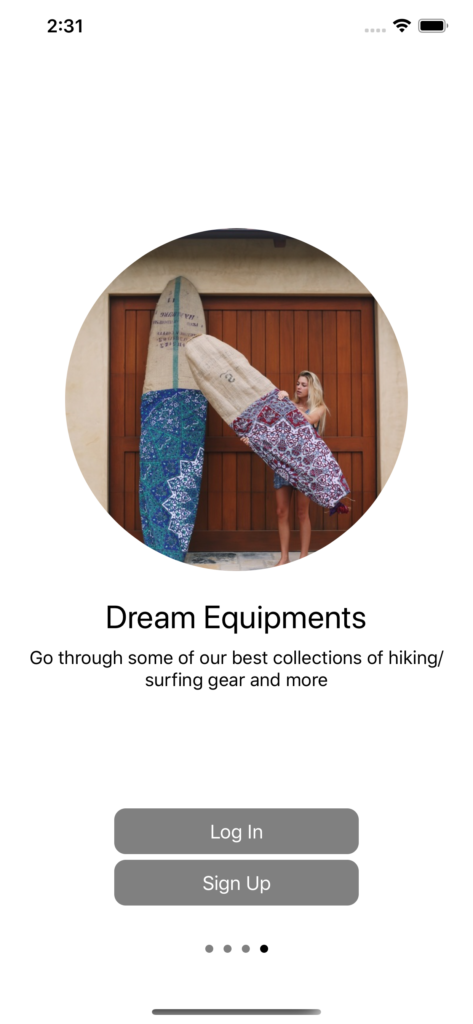 2:31
Dream Equipments
Go through some of our best collections of hiking/
surfing gear and more
Log In
Sign Up